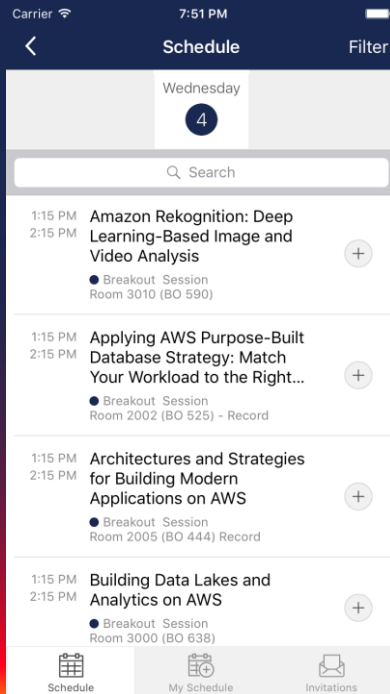 Carrier 7:51 PM
Schedule Filter
Wednesday
4
Search
1:15 PM Amazon Rekognition: Deep
2:15 PM Learning-Based Image and
Video Analysis
Breakout Session
Room 3010 (BO 590)
1:15 PM Applying AWS Purpose-Built
2:15 PM Database Strategy: Match
Your Workload to the Right...
Breakout Session
Room 2002 (BO 525) - Record
1:15 PM Architectures and Strategies
2:15 PM for Building Modern
Applications on AWS
Breakout Session
Room 2005 (BO 444) Record
1:15 PM Building Data Lakes and
2:15 PM Analytics on AWS
Breakout Session
Room 3000 (BO 638)
Schedule My Schedule Invitations